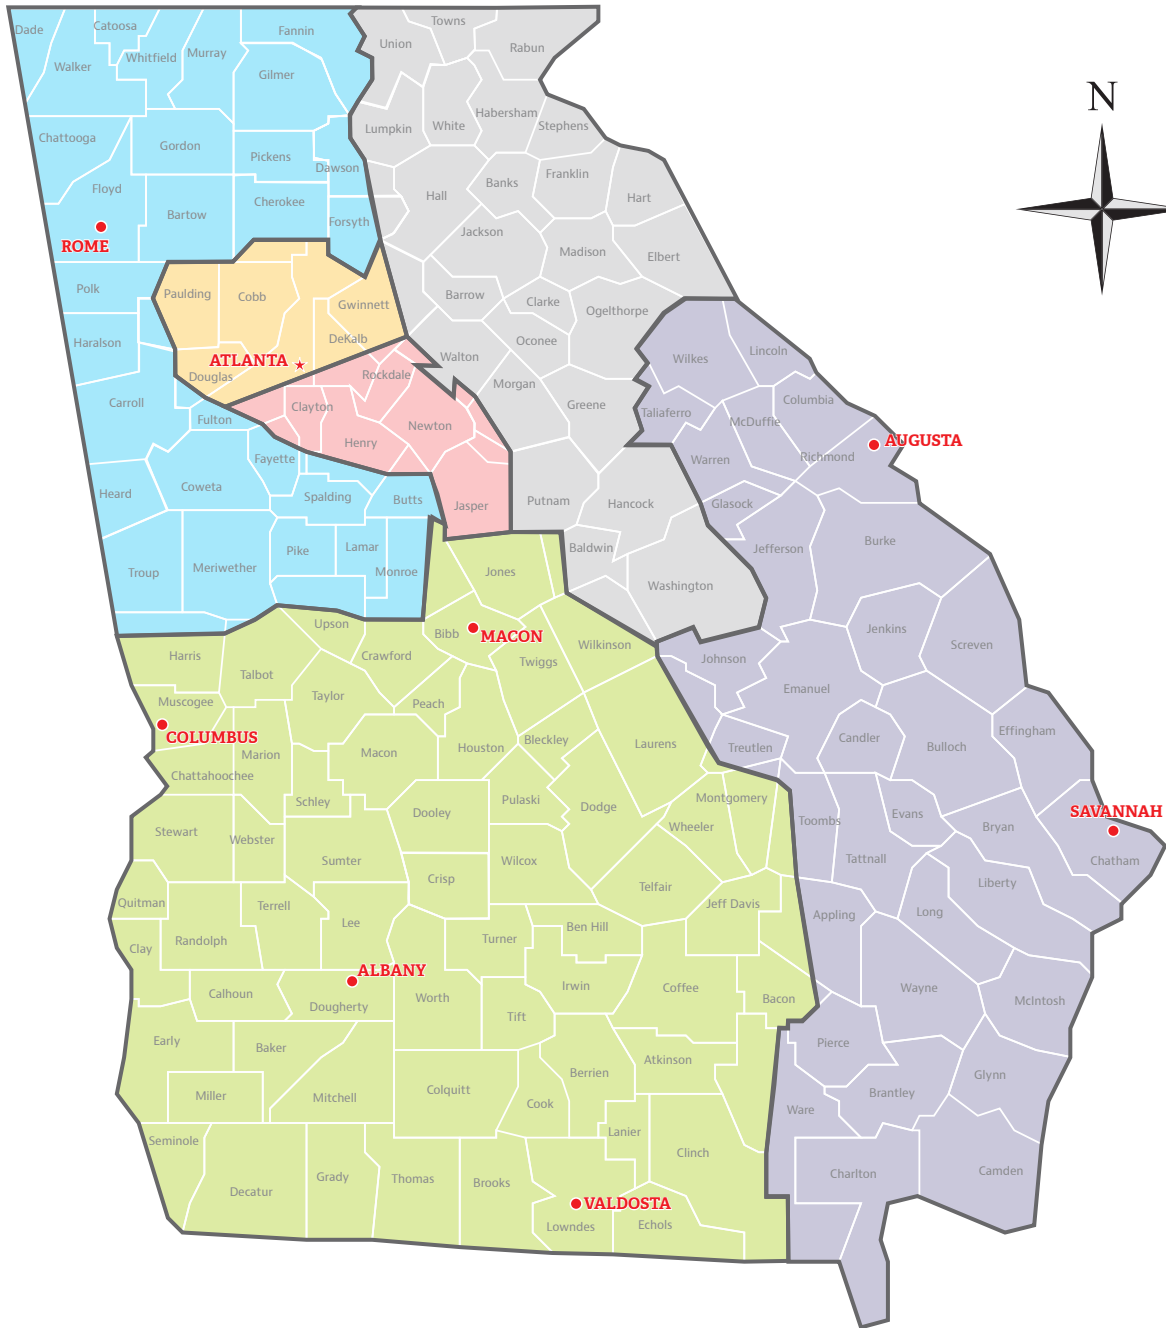 Towns
Dade
Catoosa
Fannin
Union
Rabun
Whitfield
Murray
Walker
Gilmer
N
Habersham
White
Stephens
Lumpkin
Chattooga
Gordon
Pickens
Dawson
Franklin
Banks
Floyd
Hall
Hart
Cherokee
Bartow
Forsyth
ROME
Jackson
Madison
Elbert
Polk
Paulding
Cobb
Barrow
Clarke
Gwinnett
Ogelthorpe
DeKalb
Haralson
Oconee
Lincoln
Walton
Wilkes
ATLANTA
Douglas
Rockdale
Morgan
Carroll
Clayton
Greene
Columbia
Taliaferro
Fulton
McDuffie
Newton
Henry
AUGUSTA
Fayette
Warren
Richmond
Coweta
Heard
Spalding
Butts
Jasper
Putnam
Hancock
Glasock
Burke
Pike
Lamar
Baldwin
Jefferson
Meriwether
Troup
Monroe
Jones
Washington
Upson
Bibb
MACON
Jenkins
Harris
Crawford
Wilkinson
Screven
Twiggs
Johnson
Talbot
Taylor
Emanuel
Muscogee
Peach
COLUMBUS
Effingham
Marion
Macon
Houston
Bleckley
Laurens
Treutlen
Candler
Bulloch
Chattahoochee
Schley
Pulaski
Montgomery
Dooley
Dodge
Evans
SAVANNAH
Stewart
Webster
Wheeler
Toombs
Bryan
Sumter
Wilcox
Tattnall
Chatham
Crisp
Telfair
Liberty
Quitman
Terrell
Jeff Davis
Long
Lee
Ben Hill
Appling
Clay
Randolph
Turner
ALBANY
Calhoun
Dougherty
Worth
Irwin
Coffee
Bacon
Wayne
McIntosh
Tift
Early
Baker
Pierce
Atkinson
Berrien
Glynn
Miller
Mitchell
Colquitt
Cook
Brantley
Ware
Seminole
Lanier
Clinch
Charlton
Camden
Decatur
Grady
Thomas
Brooks
VALDOSTA
Lowndes
Echols